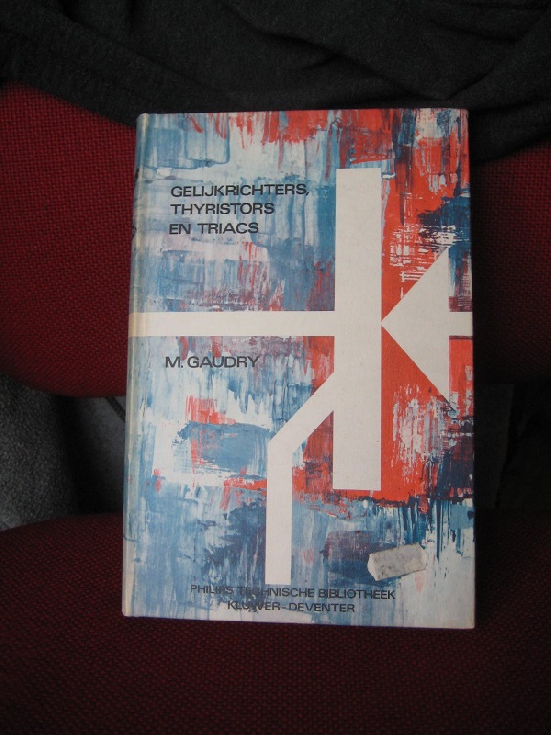 GELIJKRICHTERS,
THYRISTORS
EN TRIACS
M. GAUDRY
PHILIPS TECHNISCHE BIBLIOTHEEK
KLUWER-DEVENTER